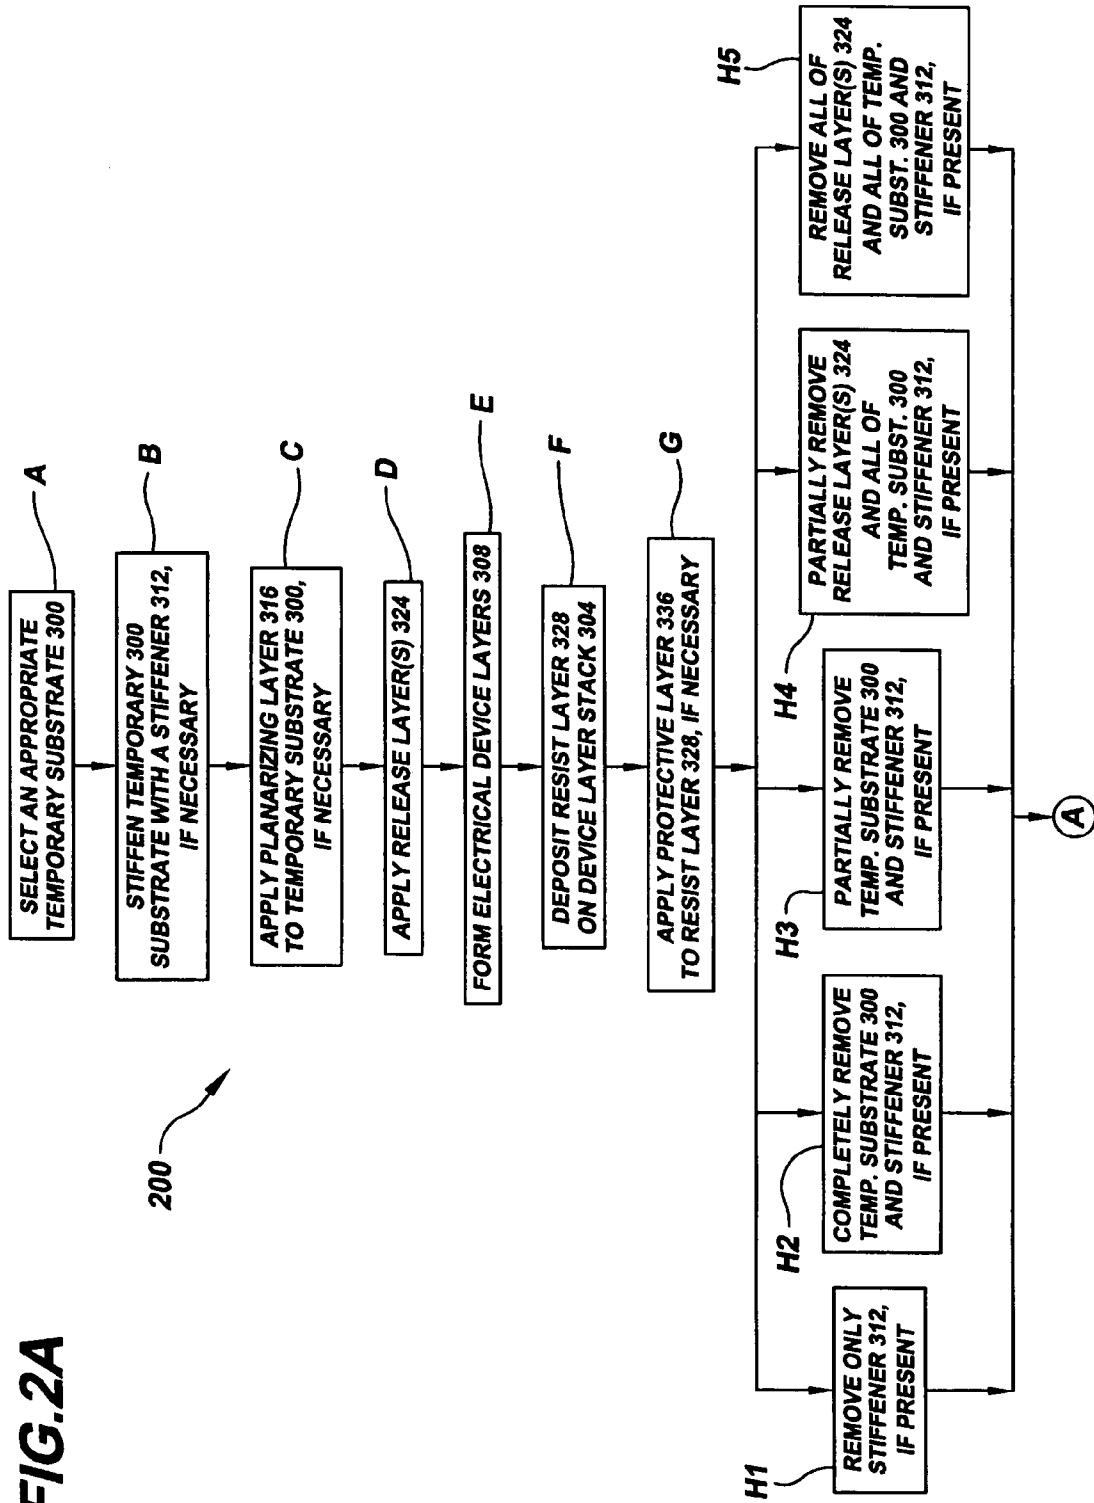 FIG.2A
200
SELECT AN APPROPRIATE
TEMPORARY SUBSTRATE 300
A
STIFFEN TEMPORARY 300
SUBSTRATE WITH A STIFFENER 312,
IF NECESSARY
B
APPLY PLANARIZING LAYER 316
TO TEMPORARY SUBSTRATE 300,
IF NECESSARY
C
APPLY RELEASE LAYER(S) 324
D
FORM ELECTRICAL DEVICE LAYERS 308
E
DEPOSIT RESIST LAYER 328
ON DEVICE LAYER STACK 304
F
APPLY PROTECTIVE LAYER 336
TO RESIST LAYER 328, IF NECESSARY
G
H1
REMOVE ONLY
STIFFENER 312,
IF PRESENT
H2
COMPLETELY REMOVE
TEMP. SUBSTRATE 300
AND STIFFENER 312,
IF PRESENT
H3
PARTIALLY REMOVE
TEMP. SUBSTRATE 300
AND STIFFENER 312,
IF PRESENT
H4
PARTIALLY REMOVE
RELEASE LAYER(S) 324
AND ALL OF
TEMP. SUBST. 300
AND STIFFENER 312,
IF PRESENT
H5
REMOVE ALL OF
RELEASE LAYER(S) 324
AND ALL OF TEMP.
SUBST. 300 AND
STIFFENER 312,
IF PRESENT
A